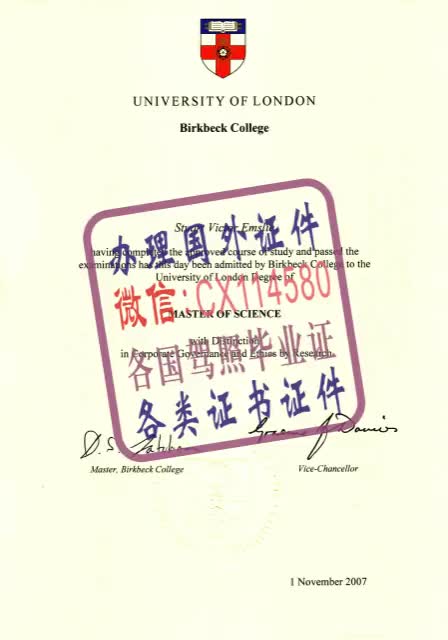 UNIVERSITY OF LONDON
Birkbeck College
Stuart Victor Emslie
办理国外证件
having completed the approved course of study and passed the
examinations has this day been admitted by Birkbeck College to the
University of London Degree of
微信:CX114580
MASTER OF SCIENCE
with Distinction
in Corporate Governance and Ethics by Research
各国驾照毕业证
各类证书证件
Master, Birkbeck College
Vice-Chancellor
1 November 2007